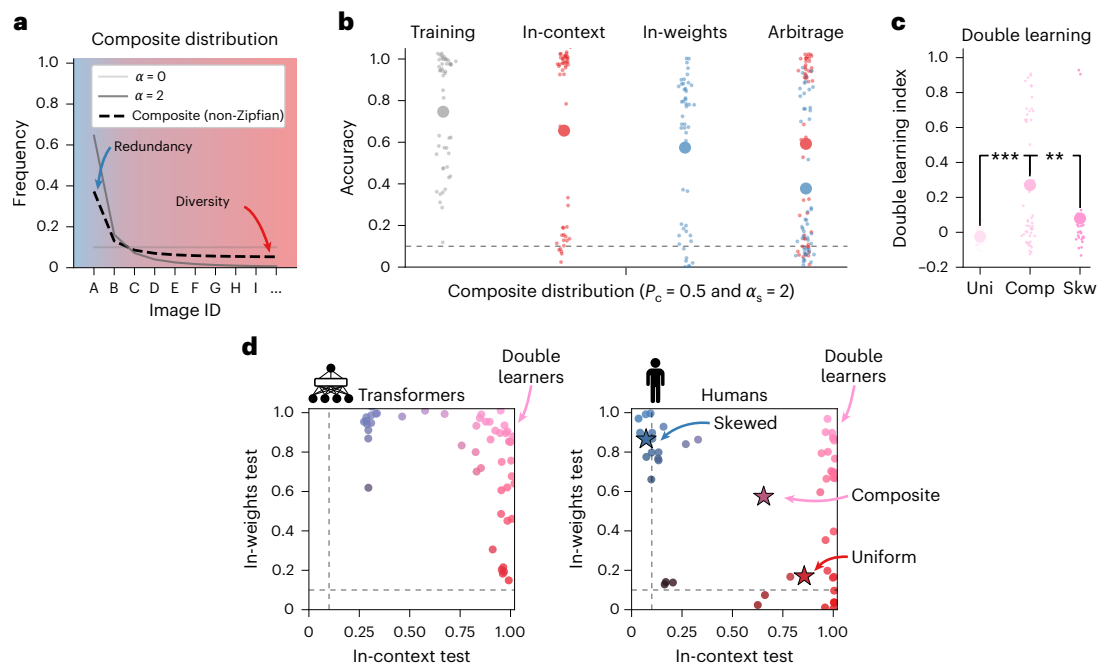 a
Composite distribution
1.0
0.8
0.6
0.4
0.2
0
Frequency
α = 0
α = 2
Composite (non-Zipfian)
Redundancy
Diversity
A B C D E F G H I ...
Image ID
b
Training In-context In-weights Arbitrage
1.0
0.8
0.6
0.4
0.2
0
Accuracy
Composite distribution (Pc = 0.5 and αs = 2)
c
Double learning
1.0
0.8
0.6
0.4
0.2
0
−0.2
Double learning index
*** **
Uni Comp Skw
d
Transformers
Double
learners
1.0
0.8
0.6
0.4
0.2
0
In-weights test
0 0.25 0.50 0.75 1.00
In-context test
Humans
Double
learners
1.0
0.8
0.6
0.4
0.2
0
In-weights test
Skewed
Composite
Uniform
0 0.25 0.50 0.75 1.00
In-context test